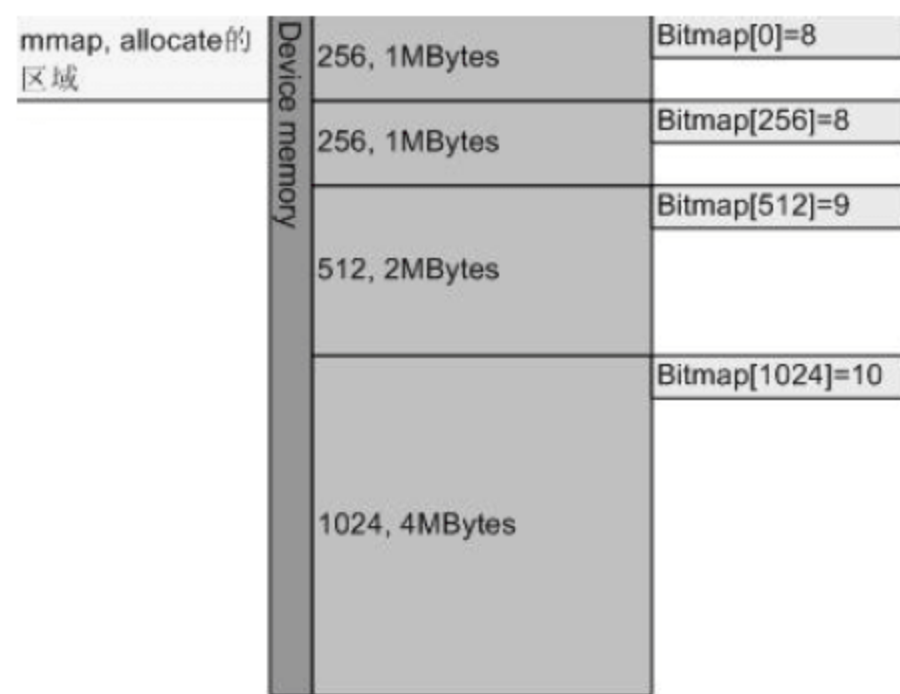 mmap, allocate的
区域
Device memory
256, 1MBytes
Bitmap[0]=8
256, 1MBytes
Bitmap[256]=8
512, 2MBytes
Bitmap[512]=9
1024, 4MBytes
Bitmap[1024]=10